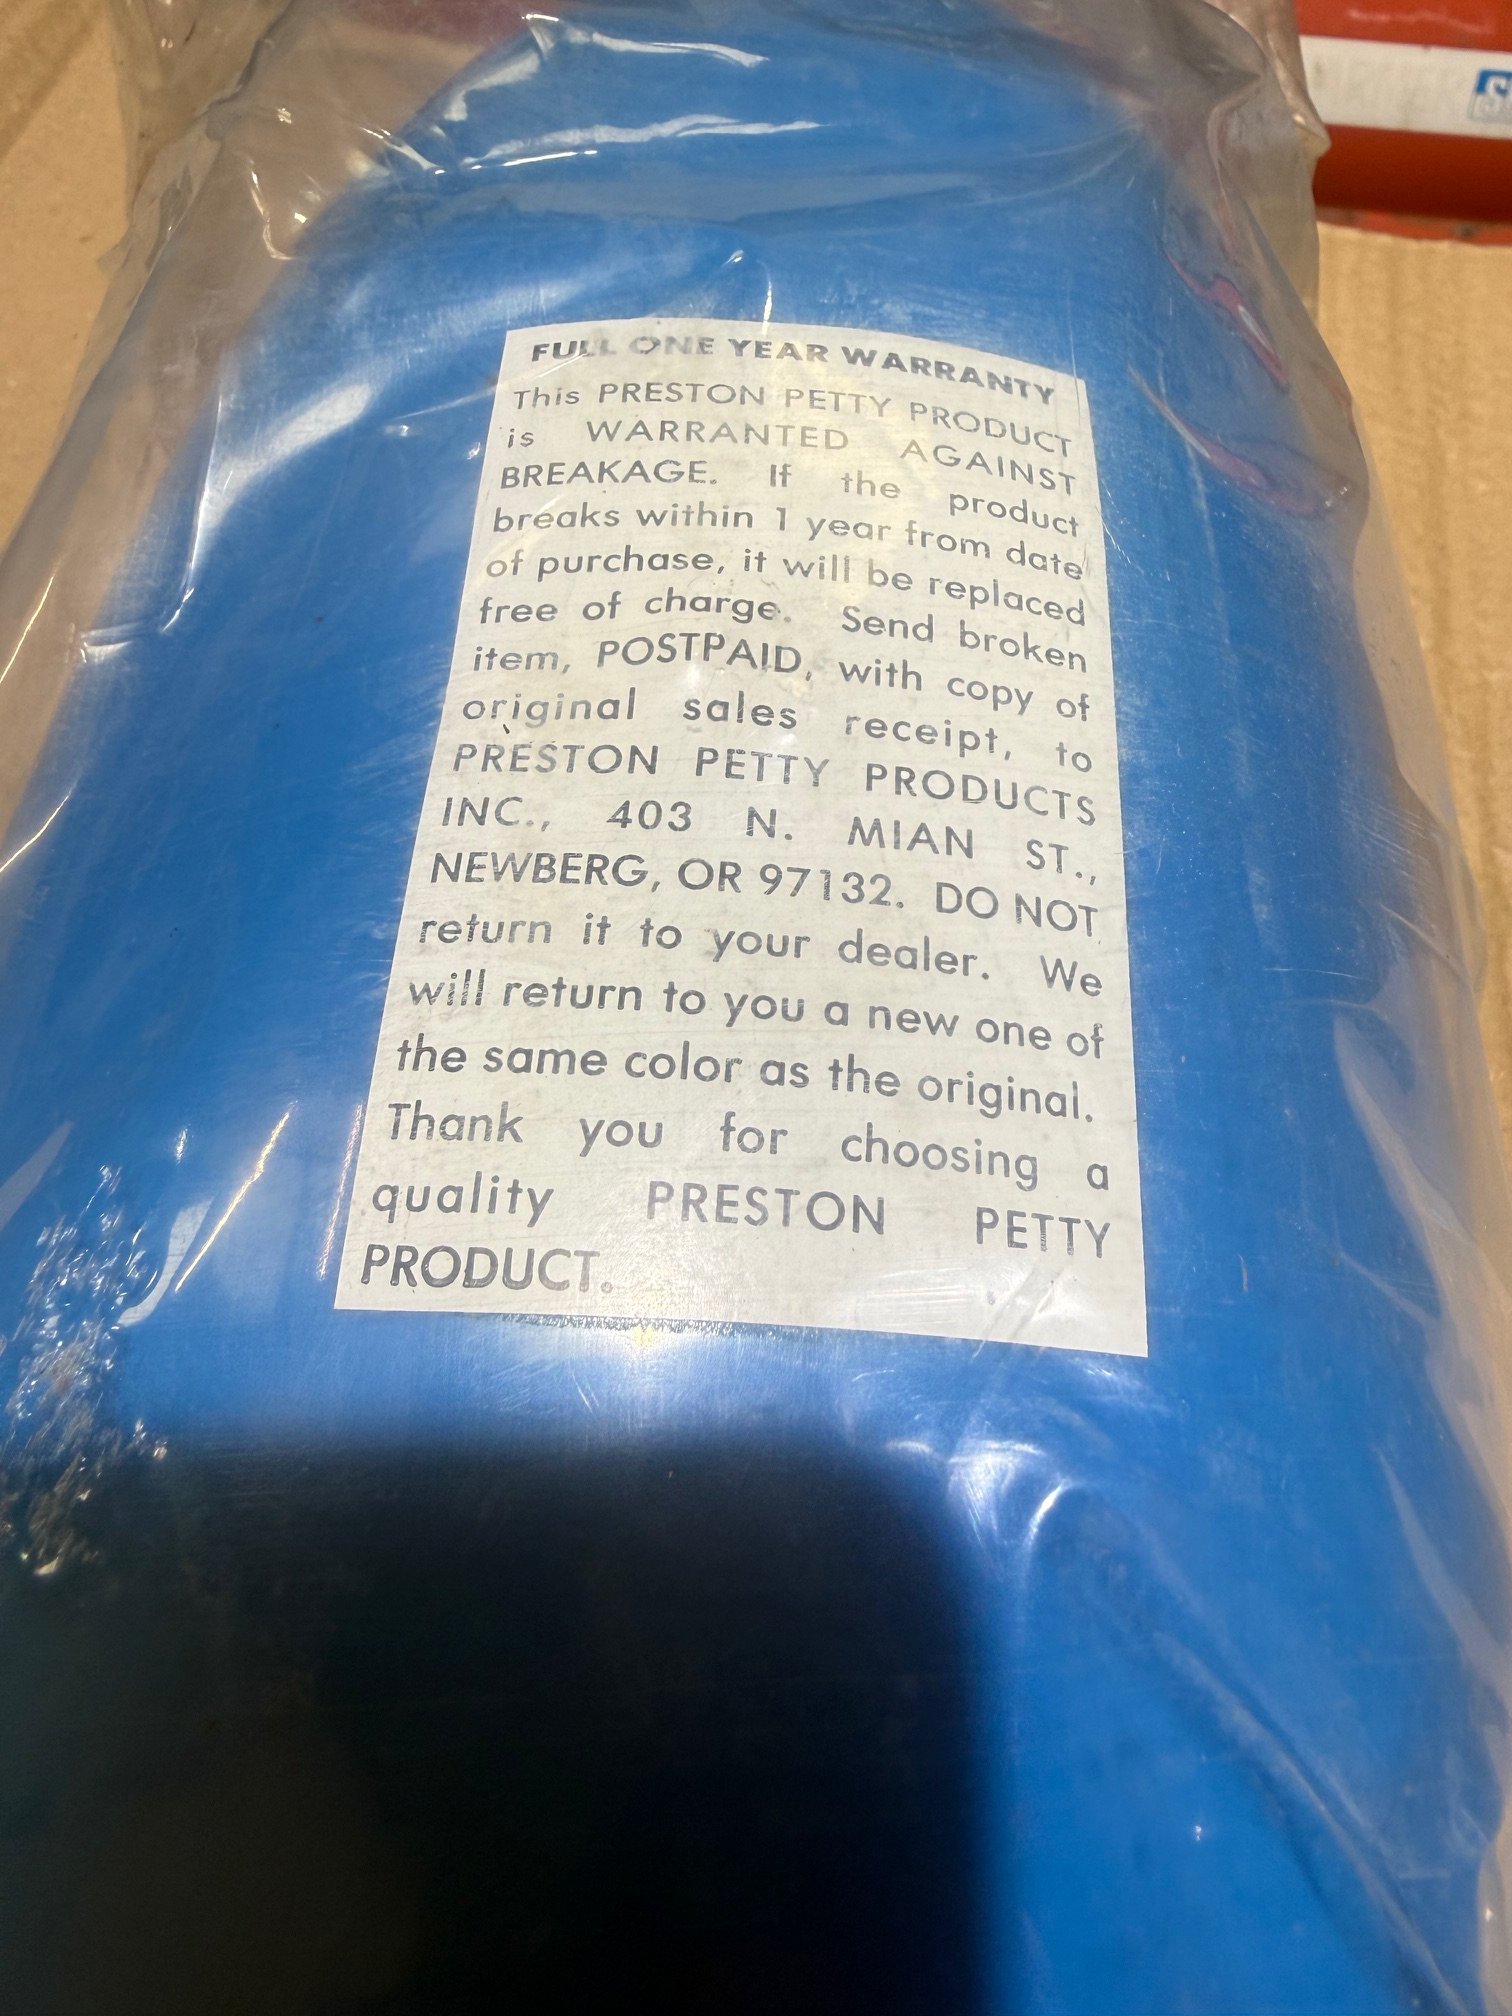 FULL ONE YEAR WARRANTY
This PRESTON PETTY PRODUCT
is WARRANTED AGAINST
BREAKAGE. If the product
breaks within 1 year from date
of purchase, it will be replaced
free of charge. Send broken
item, POSTPAID, with copy of
original sales receipt, to
PRESTON PETTY PRODUCTS
INC., 403 N. MIAN ST.,
NEWBERG, OR 97132. DO NOT
return it to your dealer. We
will return to you a new one of
the same color as the original.
Thank you for choosing a
quality PRESTON PETTY
PRODUCT.